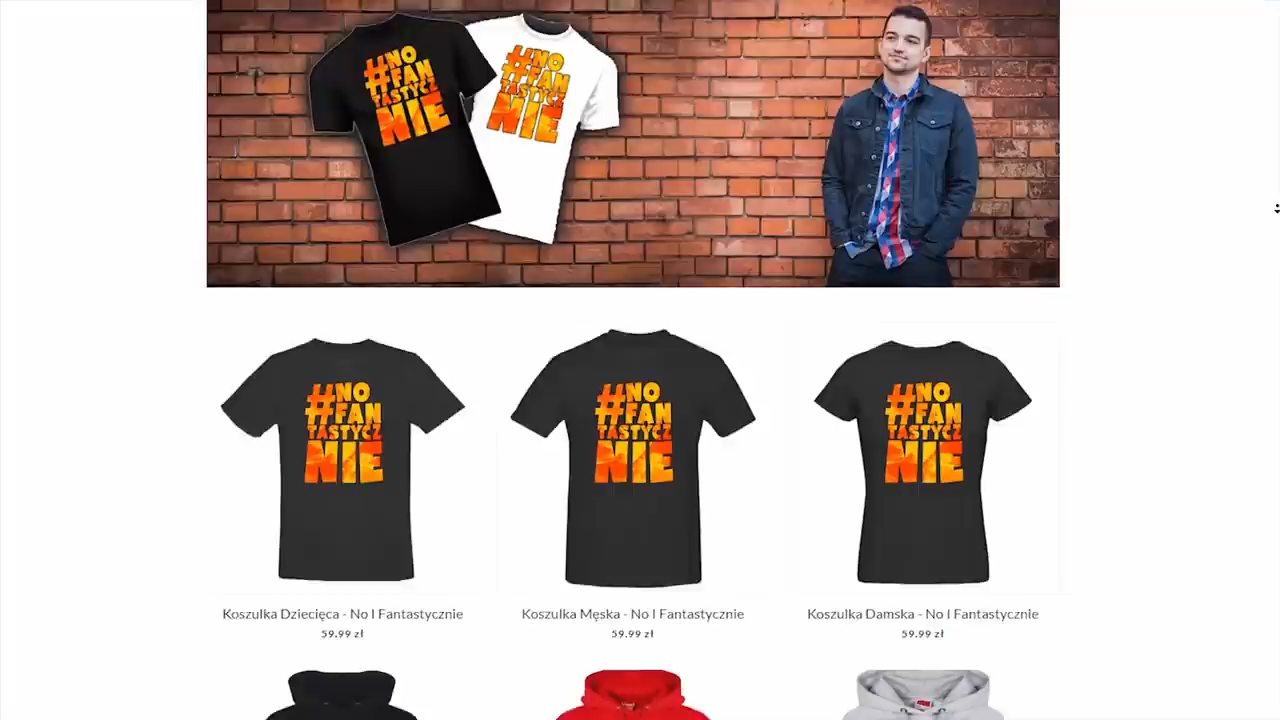 #NO
FAN
TASTYCZ
NIE
#NO
FAN
TASTYCZ
NIE
#NO
FAN
TASTYCZ
NIE
#NO
FAN
TASTYCZ
NIE
#NO
FAN
TASTYCZ
NIE
Koszulka Dziecięca - No I Fantastycznie
59.99 zł
Koszulka Męska - No I Fantastycznie
59.99 zł
Koszulka Damska - No I Fantastycznie
59.99 zł